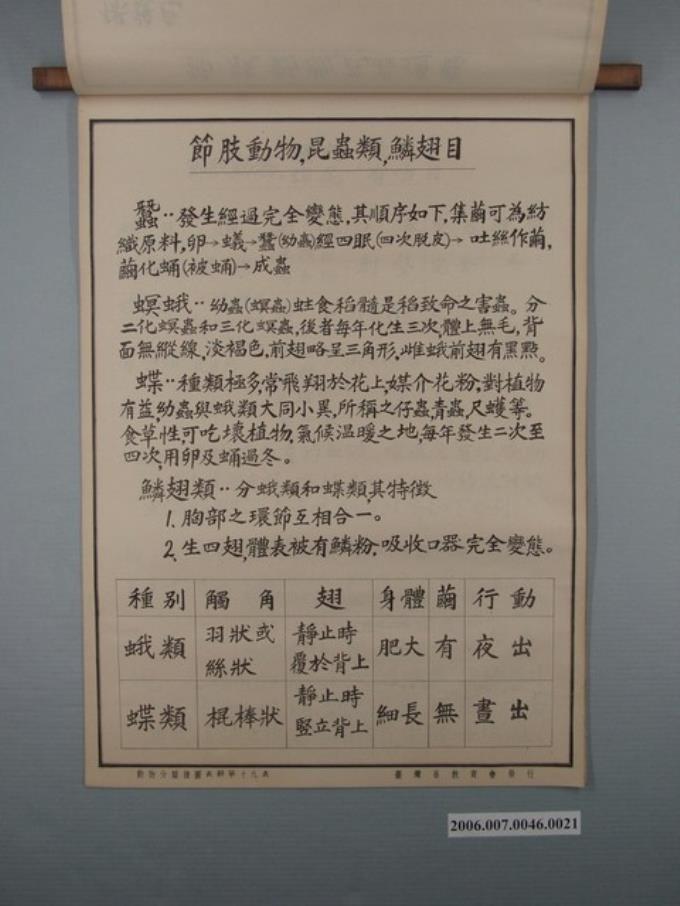 節肢動物,昆蟲類,鱗翅目
蠶‥發生經過完全變態,其順序如下,集繭可為紡
織原料,卵→蟻→蠶(幼蟲)經四眠(四次脫皮)→吐絲作繭,
繭化蛹(被蛹)→成蟲
螟蛾‥幼蟲(螟蟲)蛀食稻髓是稻致命之害蟲。分
二化螟蟲和三化螟蟲,後者每年化生三次,體上無毛,背
面無縱線,淡褐色,前翅略呈三角形,雌蛾前翅有黑點。
蝶‥種類極多,常飛翔於花上,媒介花粉,對植物
有益,幼蟲與蛾類大同小異,所稱之仔蟲,青蟲,尺蠖等。
食草性,可吃壞植物,氣候温暖之地,每年發生二次至
四次,用卵及蛹過冬。
鱗翅類‥分蛾類和蝶類,其特徵
1. 胸部之環節互相合一。
2. 生四翅,體表被有鱗粉.吸收口器完全變態。
種別 觸角 翅 身體 繭 行動
蛾類 羽狀或絲狀 靜止時覆於背上 肥大 有 夜出
蝶類 棍棒狀 靜止時竪立背上 細長 無 晝出
臺灣省教育會發行
2006.007.0046.0021